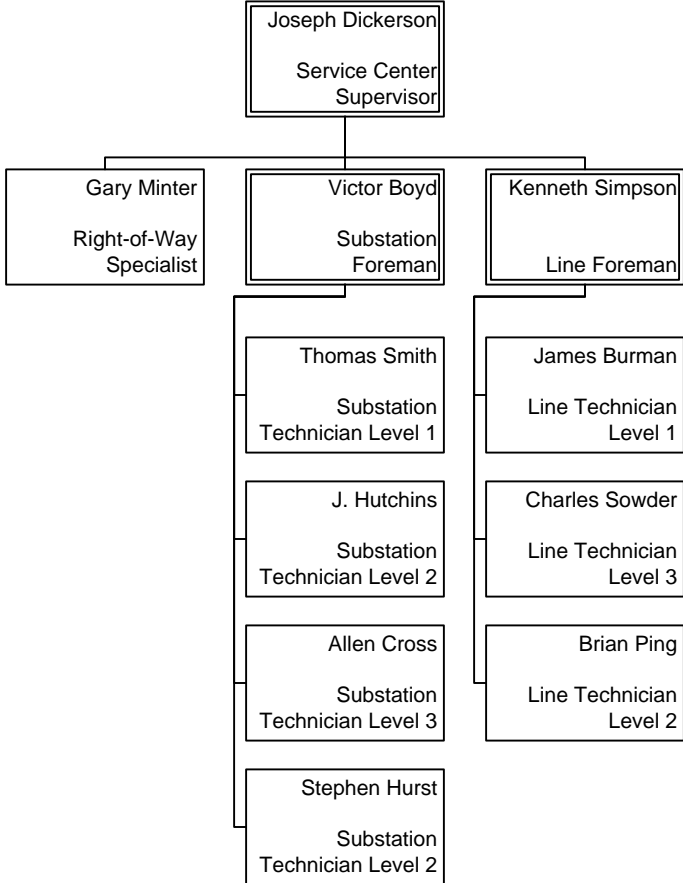 Joseph Dickerson
Service Center
Supervisor
Gary Minter
Right-of-Way
Specialist
Victor Boyd
Substation
Foreman
Kenneth Simpson
Line Foreman
Thomas Smith
Substation
Technician Level 1
J. Hutchins
Substation
Technician Level 2
Allen Cross
Substation
Technician Level 3
Stephen Hurst
Substation
Technician Level 2
James Burman
Line Technician
Level 1
Charles Sowder
Line Technician
Level 3
Brian Ping
Line Technician
Level 2